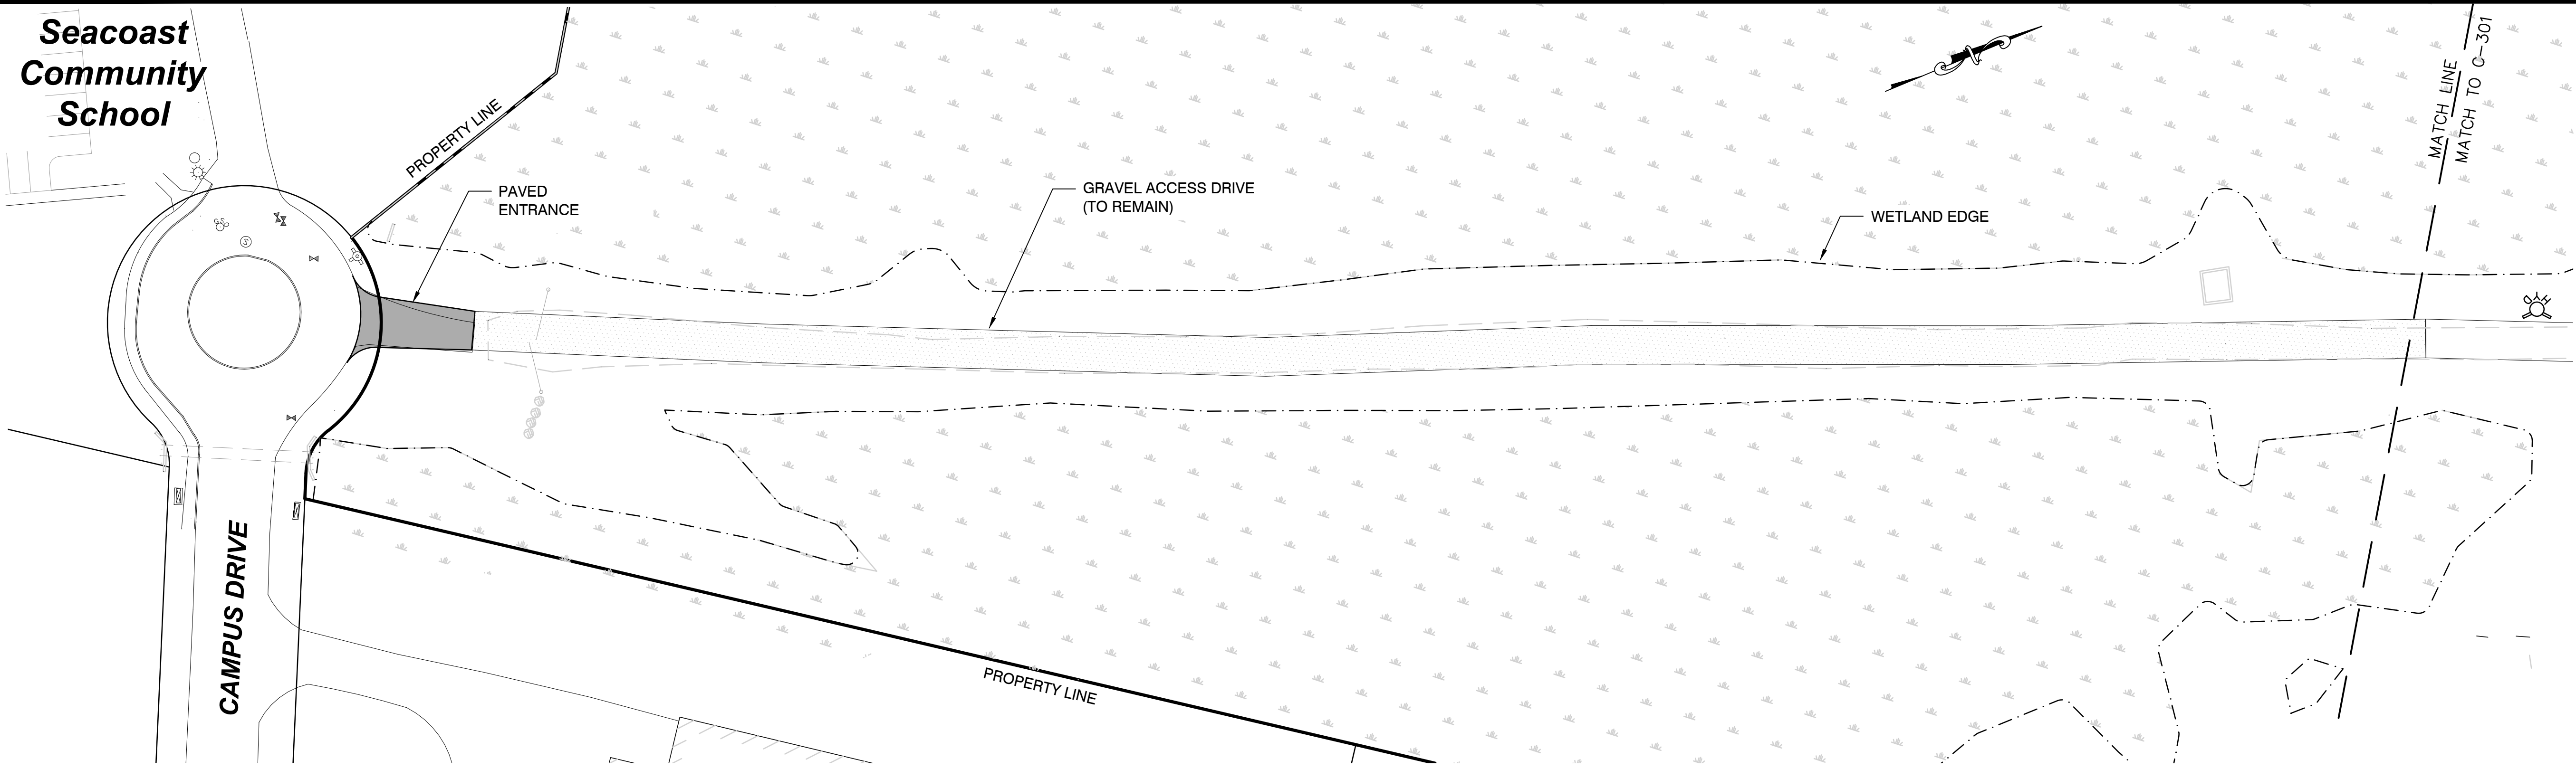 Seacoast
Community
School
PROPERTY LINE
PAVED
ENTRANCE
GRAVEL ACCESS DRIVE
(TO REMAIN)
WETLAND EDGE
MATCH LINE
MATCH TO C-301
HYD
S
CAMPUS DRIVE
PROPERTY LINE